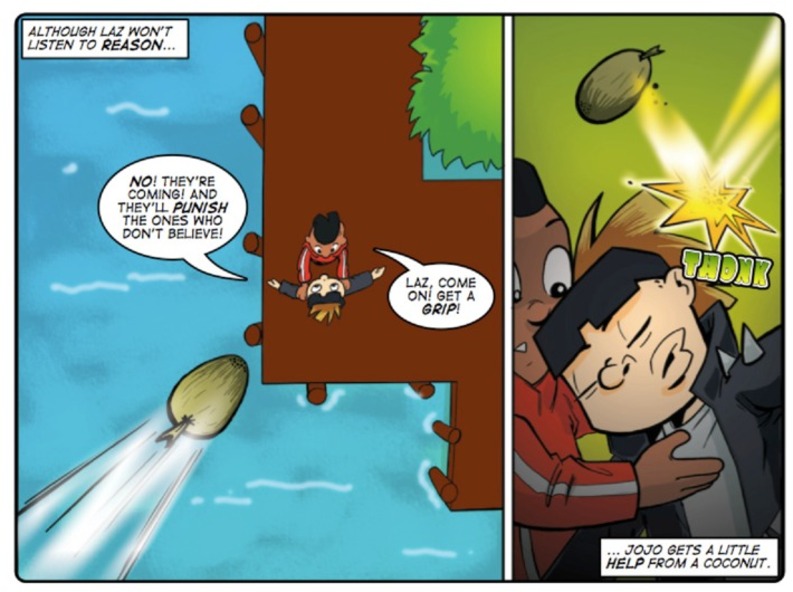 ALTHOUGH LAZ WON'T
LISTEN TO REASON...
NO! THEY'RE
COMING! AND
THEY'LL PUNISH
THE ONES WHO
DON'T BELIEVE!
LAZ, COME
ON! GET A
GRIP!
THONK
... JOJO GETS A LITTLE
HELP FROM A COCONUT.